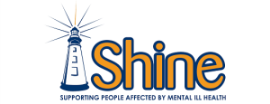 Shine
SUPPORTING PEOPLE AFFECTED BY MENTAL ILL HEALTH